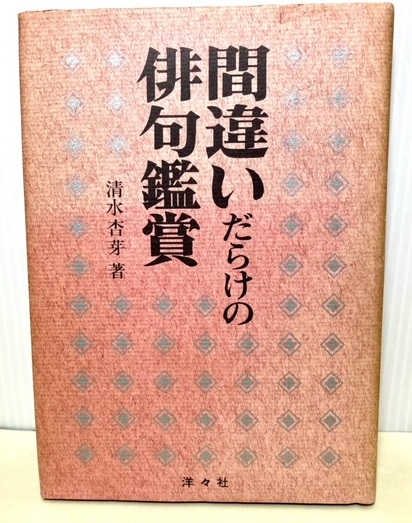 間違いだらけの
俳句鑑賞
清水杏芽著
洋々社